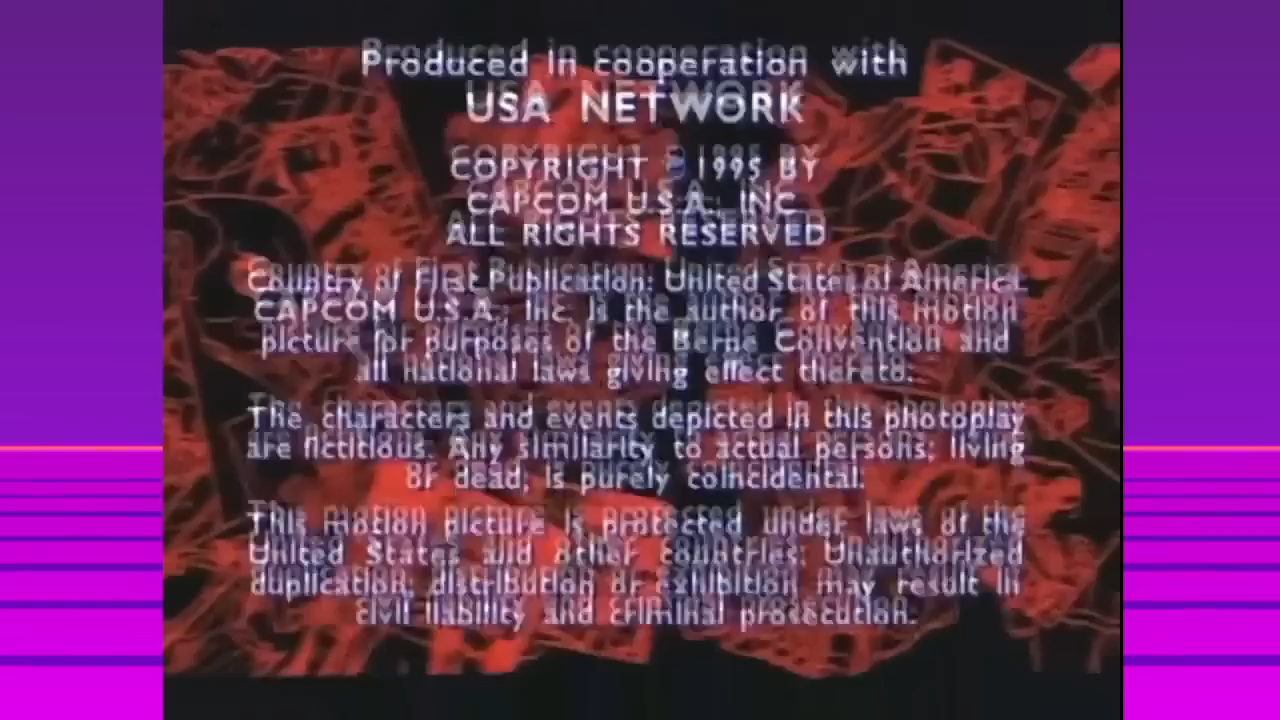 Produced in cooperation with
USA NETWORK
COPYRIGHT © 1995 BY
CAPCOM U.S.A., INC.
ALL RIGHTS RESERVED
Country of First Publication: United States of America.
CAPCOM U.S.A., Inc. is the author of this motion
picture for purposes of the Berne Convention and
all national laws giving effect thereto.
The characters and events depicted in this photoplay
are fictitious. Any similarity to actual persons, living
or dead, is purely coincidental.
This motion picture is protected under laws of the
United States and other countries. Unauthorized
duplication, distribution or exhibition may result in
civil liability and criminal prosecution.